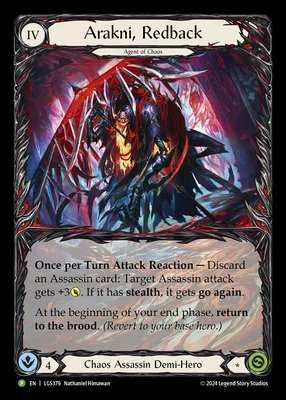 IV
Arakni, Redback
Agent of Chaos
Once per Turn Attack Reaction — Discard
an Assassin card: Target Assassin attack
gets +3. If it has stealth, it gets go again.
At the beginning of your end phase, return
to the brood. (Revert to your base hero.)
4
Chaos Assassin Demi-Hero
*
P EN | LGS379 Nathaniel Himawan
© 2024 Legend Story Studios